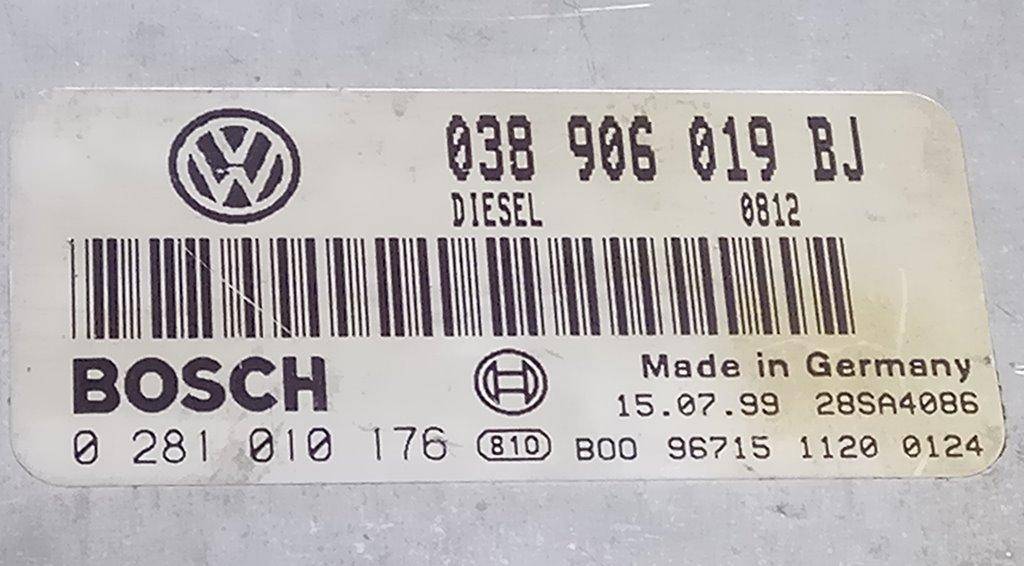 038 906 019 BJ
DIESEL 0812
BOSCH
Made in Germany
15.07.99 28SA4086
0 281 010 176 810 B00 96715 1120 0124